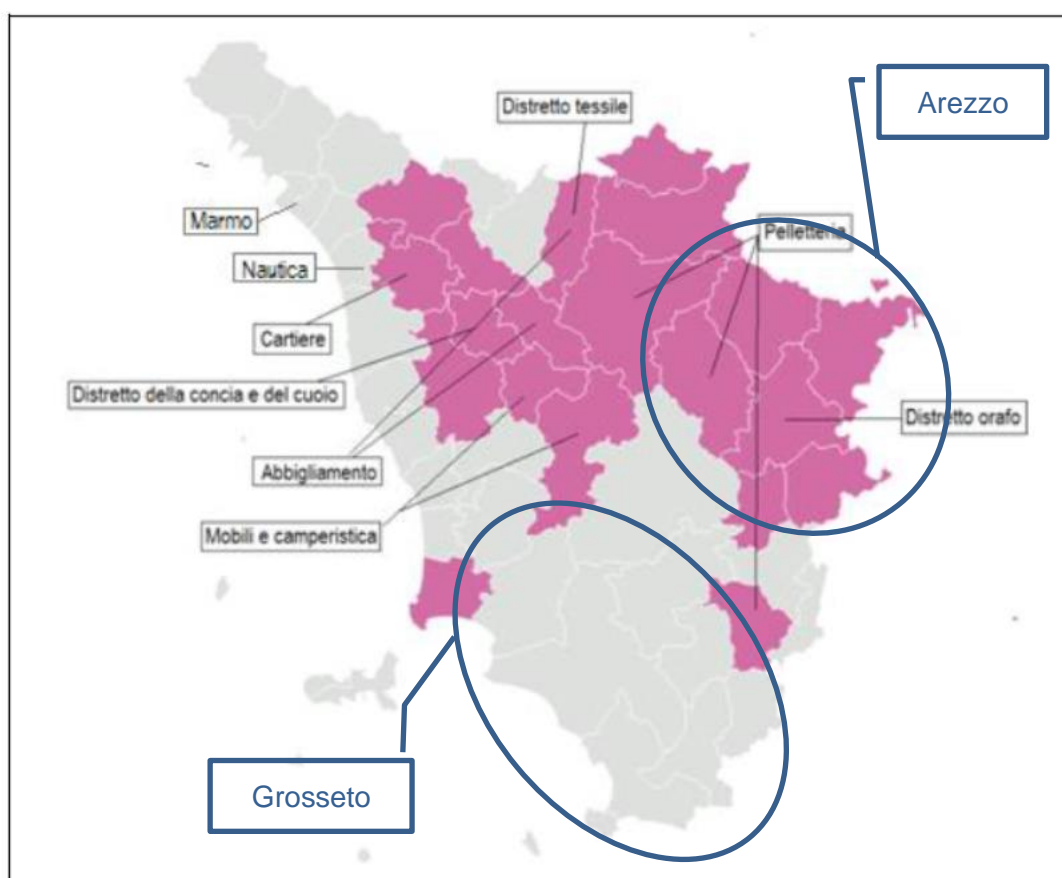 Arezzo
Distretto tessile
Marmo
Pelletteria
Nautica
Cartiere
Distretto della concia e del cuoio
Distretto orafo
Abbigliamento
Mobili e camperistica
Grosseto